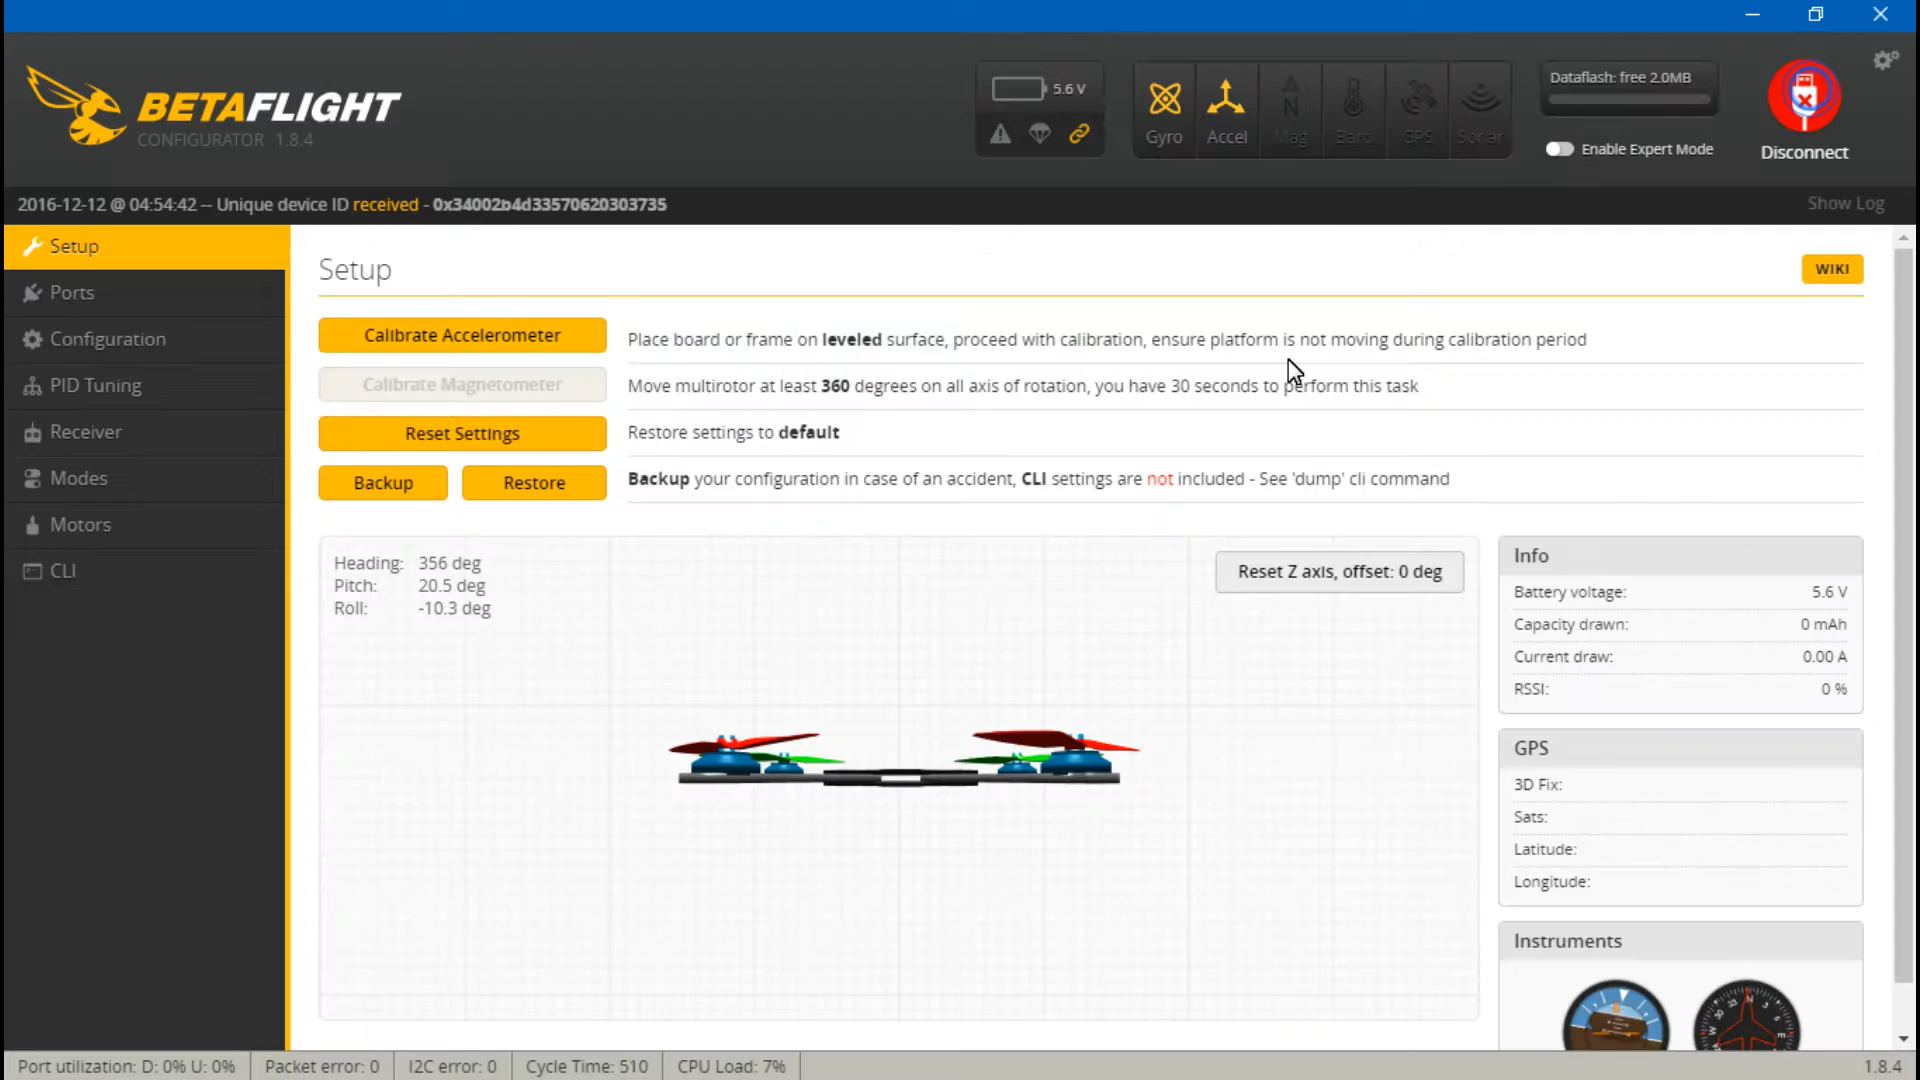 BETAFLIGHT
CONFIGURATOR 1.8.4
5.6 V
Gyro
Accel
Mag
Baro
GPS
Sonar
Dataflash: free 2.0MB
Enable Expert Mode
Disconnect
2016-12-12 @ 04:54:42 -- Unique device ID received - 0x34002b4d33570620303735
Show Log
Setup
Ports
Configuration
PID Tuning
Receiver
Modes
Motors
CLI
Setup
WIKI
Calibrate Accelerometer
Place board or frame on leveled surface, proceed with calibration, ensure platform is not moving during calibration period
Calibrate Magnetometer
Move multirotor at least 360 degrees on all axis of rotation, you have 30 seconds to perform this task
Reset Settings
Restore settings to default
Backup
Restore
Backup your configuration in case of an accident, CLI settings are not included - See 'dump' cli command
Heading: 356 deg
Pitch: 20.5 deg
Roll: -10.3 deg
Reset Z axis, offset: 0 deg
Info
Battery voltage: 5.6 V
Capacity drawn: 0 mAh
Current draw: 0.00 A
RSSI: 0 %
GPS
3D Fix:
Sats:
Latitude:
Longitude:
Instruments
Port utilization: D: 0% U: 0%
Packet error: 0
I2C error: 0
Cycle Time: 510
CPU Load: 7%
1.8.4